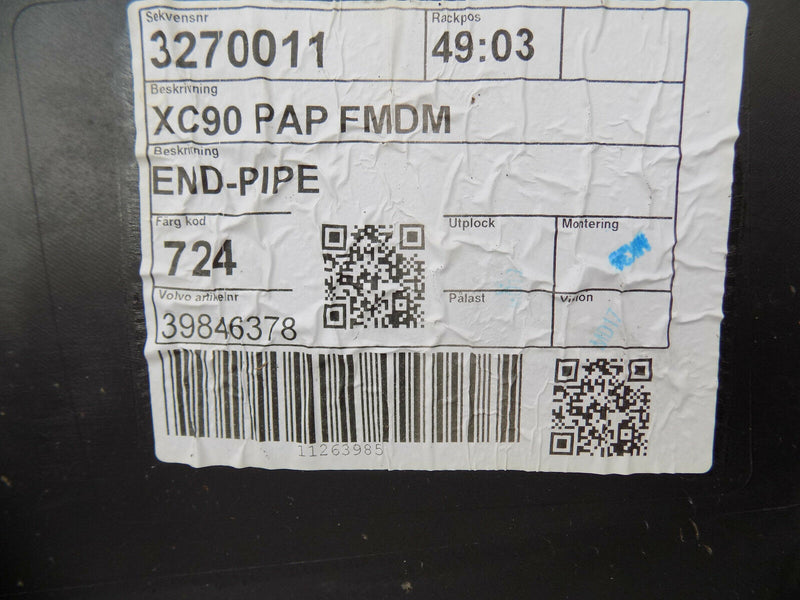 Sekvensnr Rackpos
3270011 49:03
Beskrivning
XC90 PAP FMDM
Beskrivning
END-PIPE
Färg kod Utplock Montering
724
Volvo artikelnr Pålast
39846378
11263985